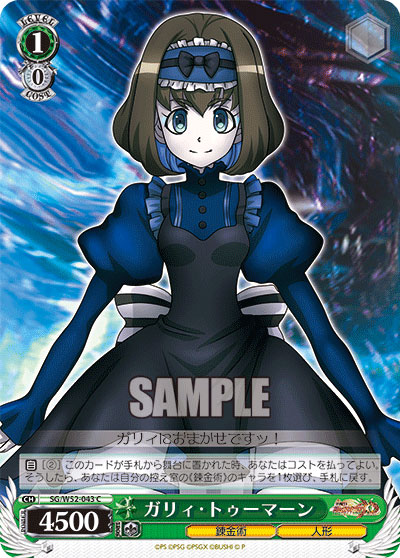 LEVEL
1
0
COST
SAMPLE
ガリィにおまかせですッ!
【自】[②] このカードが手札から舞台に置かれた時、あなたはコストを払ってよい。
そうしたら、あなたは自分の控え室の《錬金術》のキャラを1枚選び、手札に戻す。
CH SG/W52-043 C
POWER
4500
ガリィ・トゥーマーン
錬金術
人形
©PS ©PSG ©PSGX ©BUSHI © P